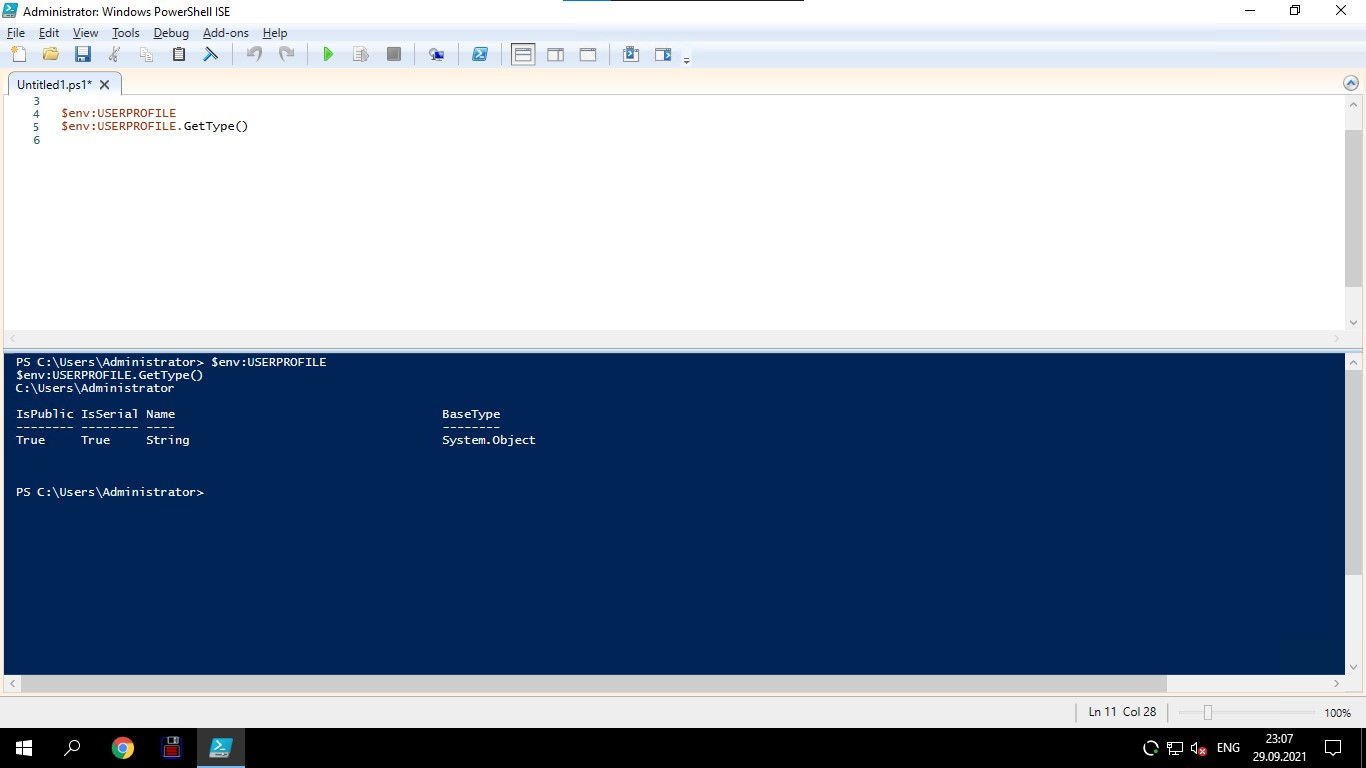 Administrator: Windows PowerShell ISE
File Edit View Tools Debug Add-ons Help
Untitled1.ps1* X
3
4 $env:USERPROFILE
5 $env:USERPROFILE.GetType()
6
PS C:\Users\Administrator> $env:USERPROFILE
$env:USERPROFILE.GetType()
C:\Users\Administrator
IsPublic IsSerial Name BaseType
-------- -------- ---- --------
True True String System.Object
PS C:\Users\Administrator>
Ln 11 Col 28 100%
ENG 23:07
29.09.2021